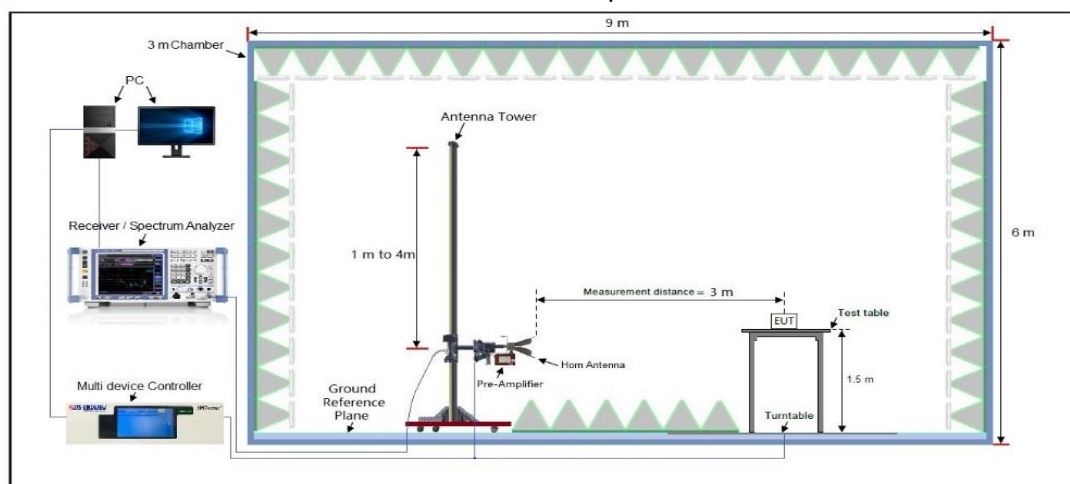 9 m
3 m Chamber
PC
Antenna Tower
Receiver / Spectrum Analyzer
1 m to 4m
6 m
Measurement distance = 3 m
EUT
Test table
Horn Antenna
Pre-Amplifier
1.5 m
Multi device Controller
Ground
Reference
Plane
Turntable